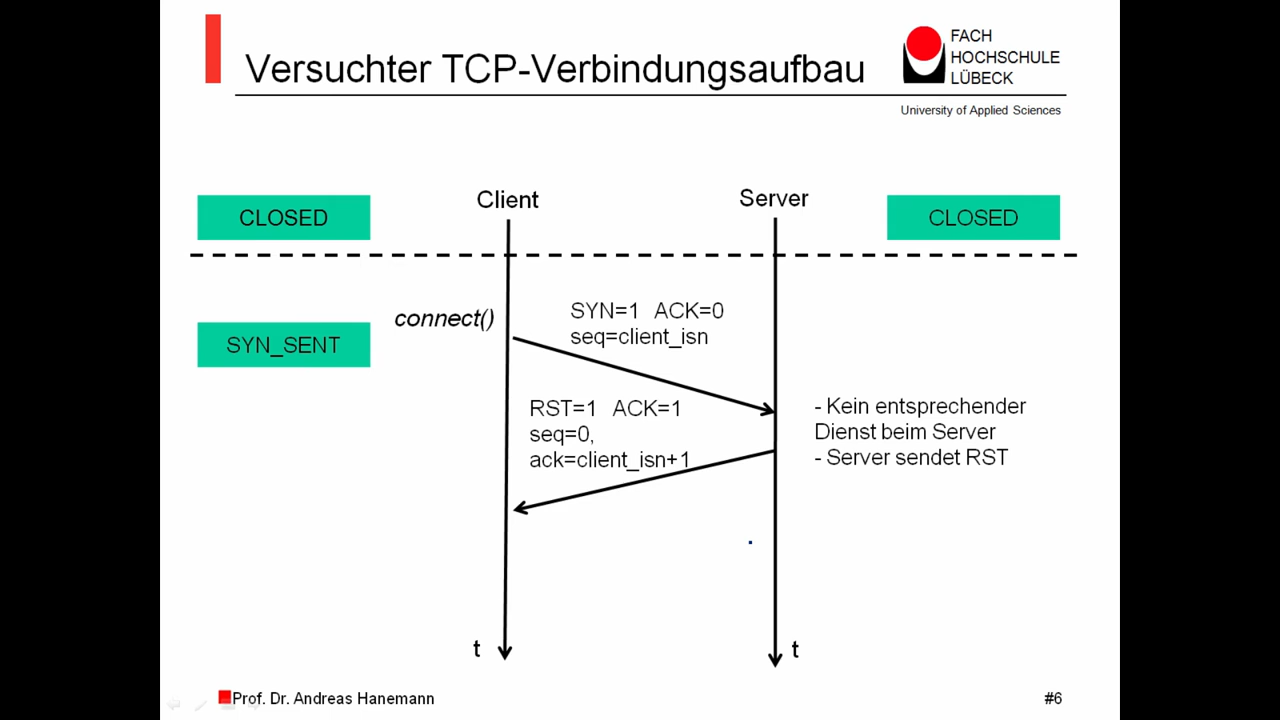 Versuchter TCP-Verbindungsaufbau
FACH
HOCHSCHULE
LÜBECK
University of Applied Sciences
Client
Server
CLOSED
CLOSED
connect()
SYN=1 ACK=0
seq=client_isn
SYN_SENT
RST=1 ACK=1
seq=0,
ack=client_isn+1
- Kein entsprechender
Dienst beim Server
- Server sendet RST
t
t
Prof. Dr. Andreas Hanemann
#6